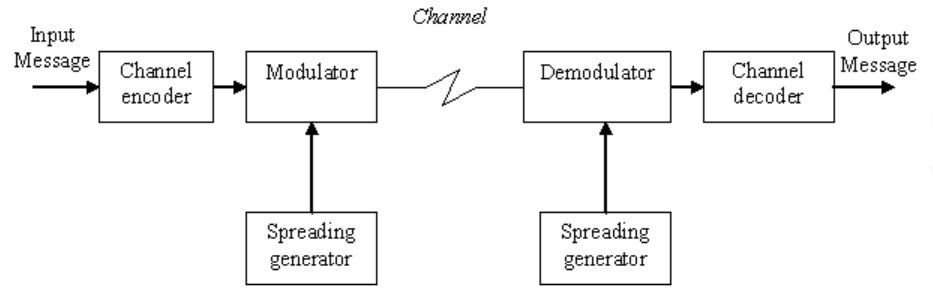 Channel
Input
Message
Channel
encoder
Modulator
Demodulator
Channel
decoder
Output
Message
Spreading
generator
Spreading
generator